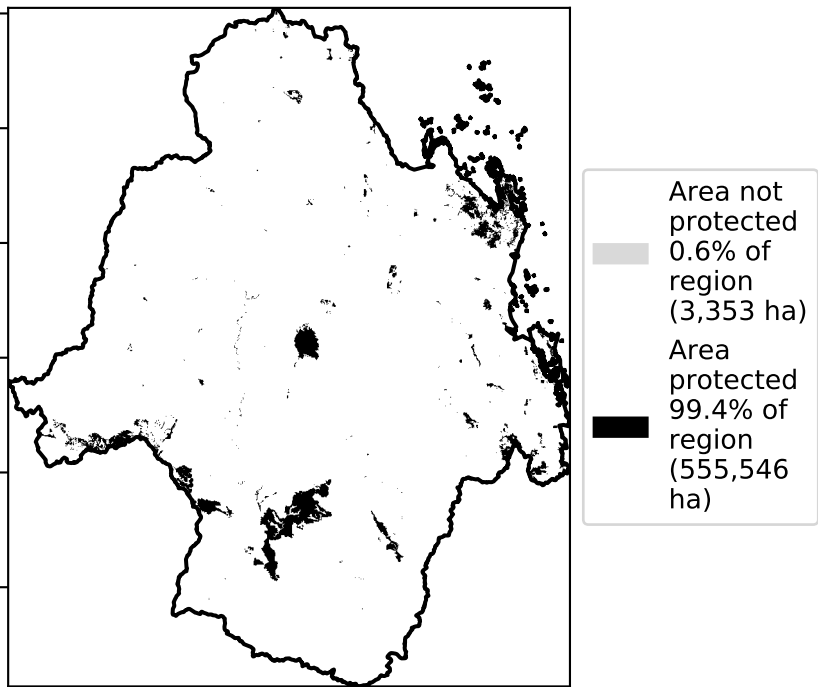 Area not
protected
0.6% of
region
(3,353 ha)
Area
protected
99.4% of
region
(555,546
ha)